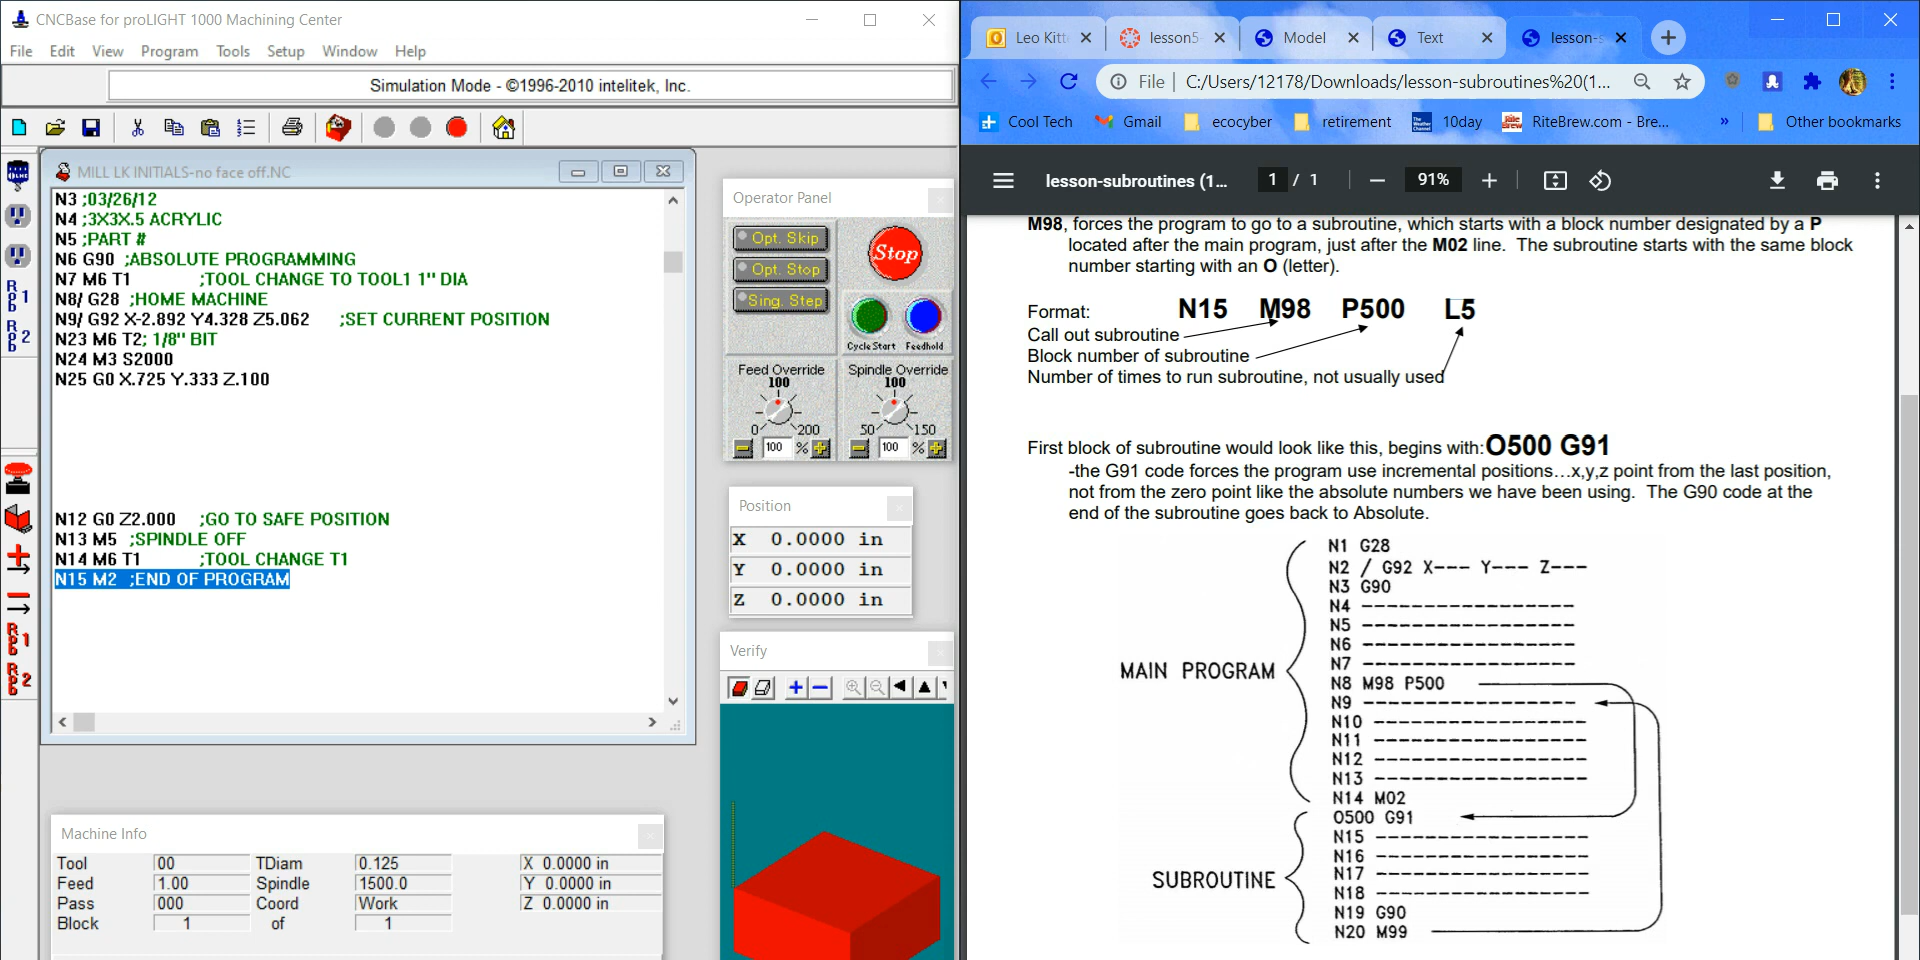 CNCBase for proLIGHT 1000 Machining Center
File Edit View Program Tools Setup Window Help
Simulation Mode - ©1996-2010 intelitek, Inc.
MILL LK INITIALS-no face off.NC
N3 ;03/26/12
N4 ;3X3X.5 ACRYLIC
N5 ;PART #
N6 G90 ;ABSOLUTE PROGRAMMING
N7 M6 T1 ;TOOL CHANGE TO TOOL1 1" DIA
N8/ G28 ;HOME MACHINE
N9/ G92 X-2.892 Y4.328 Z5.062 ;SET CURRENT POSITION
N23 M6 T2; 1/8" BIT
N24 M3 S2000
N25 G0 X.725 Y.333 Z.100
N12 G0 Z2.000 ;GO TO SAFE POSITION
N13 M5 ;SPINDLE OFF
N14 M6 T1 ;TOOL CHANGE T1
N15 M2 ;END OF PROGRAM
Operator Panel
Opt. Skip
Opt. Stop
Sing. Step
Stop
Cycle Start Feedhold
Feed Override
100
0 200
100 %
Spindle Override
100
50 150
100 %
Position
X 0.0000 in
Y 0.0000 in
Z 0.0000 in
Verify
Machine Info
Tool 00 TDiam 0.125 X 0.0000 in
Feed 1.00 Spindle 1500.0 Y 0.0000 in
Pass 000 Coord Work Z 0.0000 in
Block 1 of 1
Leo Kitt
lesson5-
Model
Text
lesson-s
File | C:/Users/12178/Downloads/lesson-subroutines%20(1...
Cool Tech Gmail ecocyber retirement 10day RiteBrew.com - Bre... » Other bookmarks
lesson-subroutines (1... 1 / 1 91%
M98, forces the program to go to a subroutine, which starts with a block number designated by a P
located after the main program, just after the M02 line. The subroutine starts with the same block
number starting with an O (letter).
Format: N15 M98 P500 L5
Call out subroutine
Block number of subroutine
Number of times to run subroutine, not usually used
First block of subroutine would look like this, begins with: O500 G91
-the G91 code forces the program use incremental positions…x,y,z point from the last position,
not from the zero point like the absolute numbers we have been using. The G90 code at the
end of the subroutine goes back to Absolute.
MAIN PROGRAM
N1 G28
N2 / G92 X--- Y--- Z---
N3 G90
N4
N5
N6
N7
N8 M98 P500
N9
N10
N11
N12
N13
N14 M02
SUBROUTINE
O500 G91
N15
N16
N17
N18
N19 G90
N20 M99